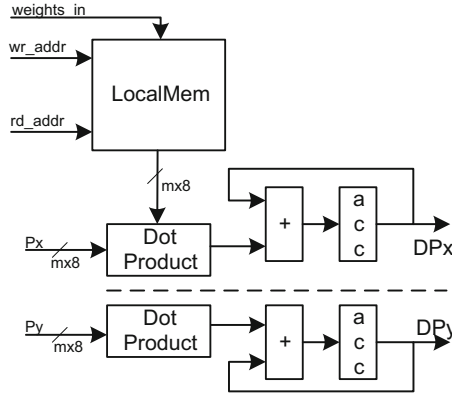 weights_in
wr_addr
LocalMem
rd_addr
mx8
Px
mx8
Dot
Product
+
a
c
c
DPx
Py
mx8
Dot
Product
+
a
c
c
DPy